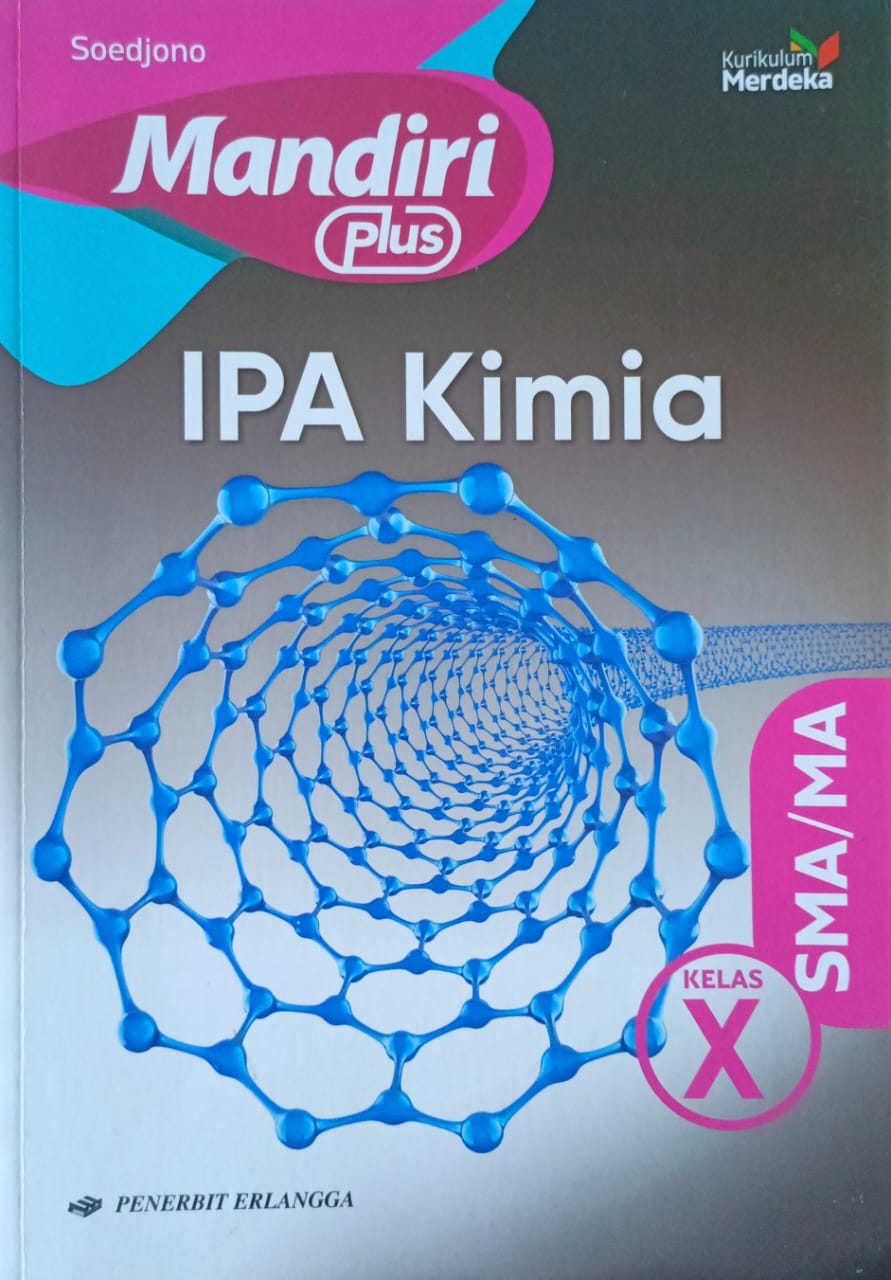 Soedjono
Kurikulum
Merdeka
Mandiri
Plus
IPA Kimia
SMA/MA
KELAS
X
PENERBIT ERLANGGA